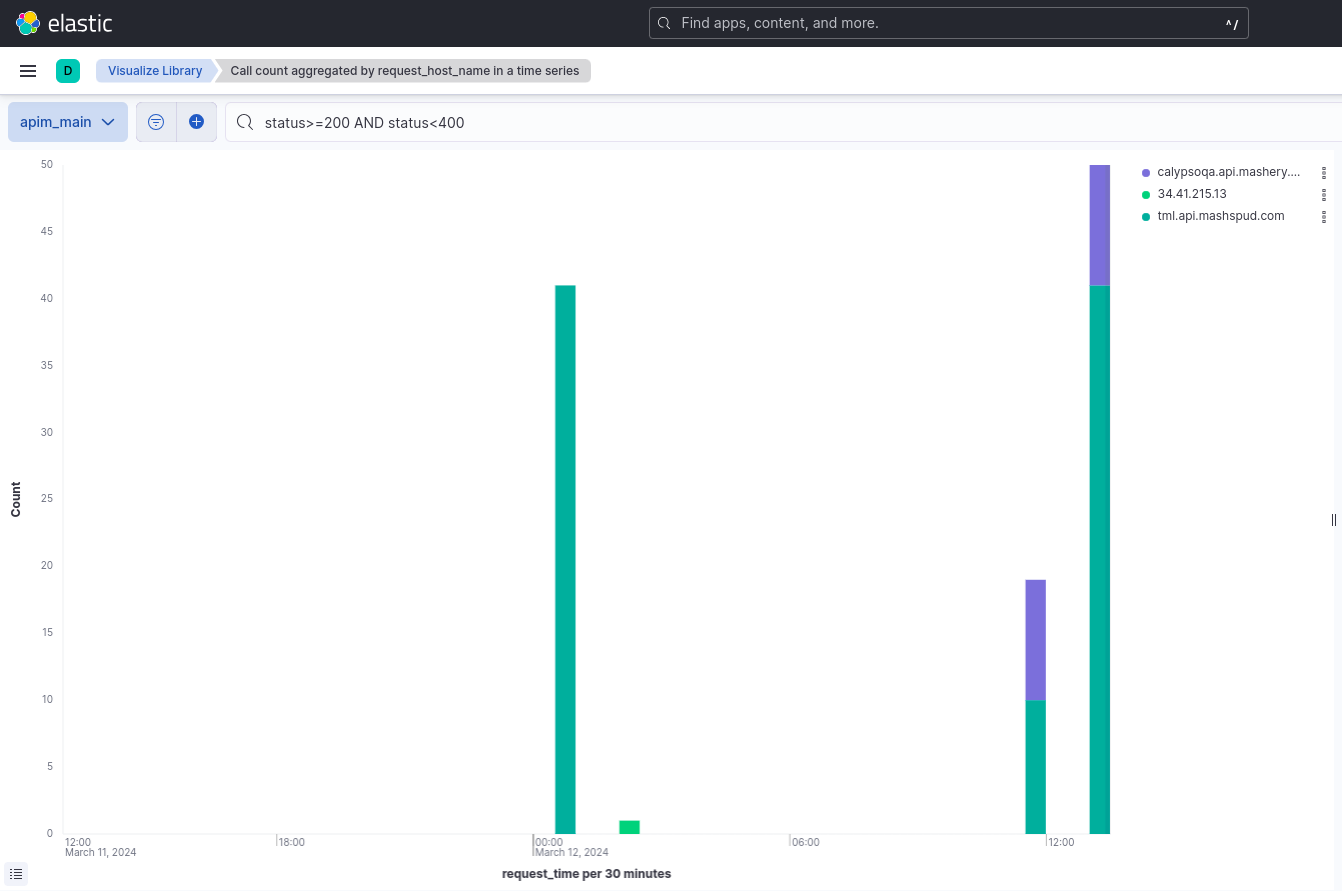 elastic
Find apps, content, and more.
^/
D
Visualize Library
Call count aggregated by request_host_name in a time series
apim_main
status>=200 AND status<400
50
45
40
35
30
25
20
15
10
5
0
Count
calypsoqa.api.mashery....
34.41.215.13
tml.api.mashspud.com
12:00
March 11, 2024
18:00
00:00
March 12, 2024
06:00
12:00
request_time per 30 minutes